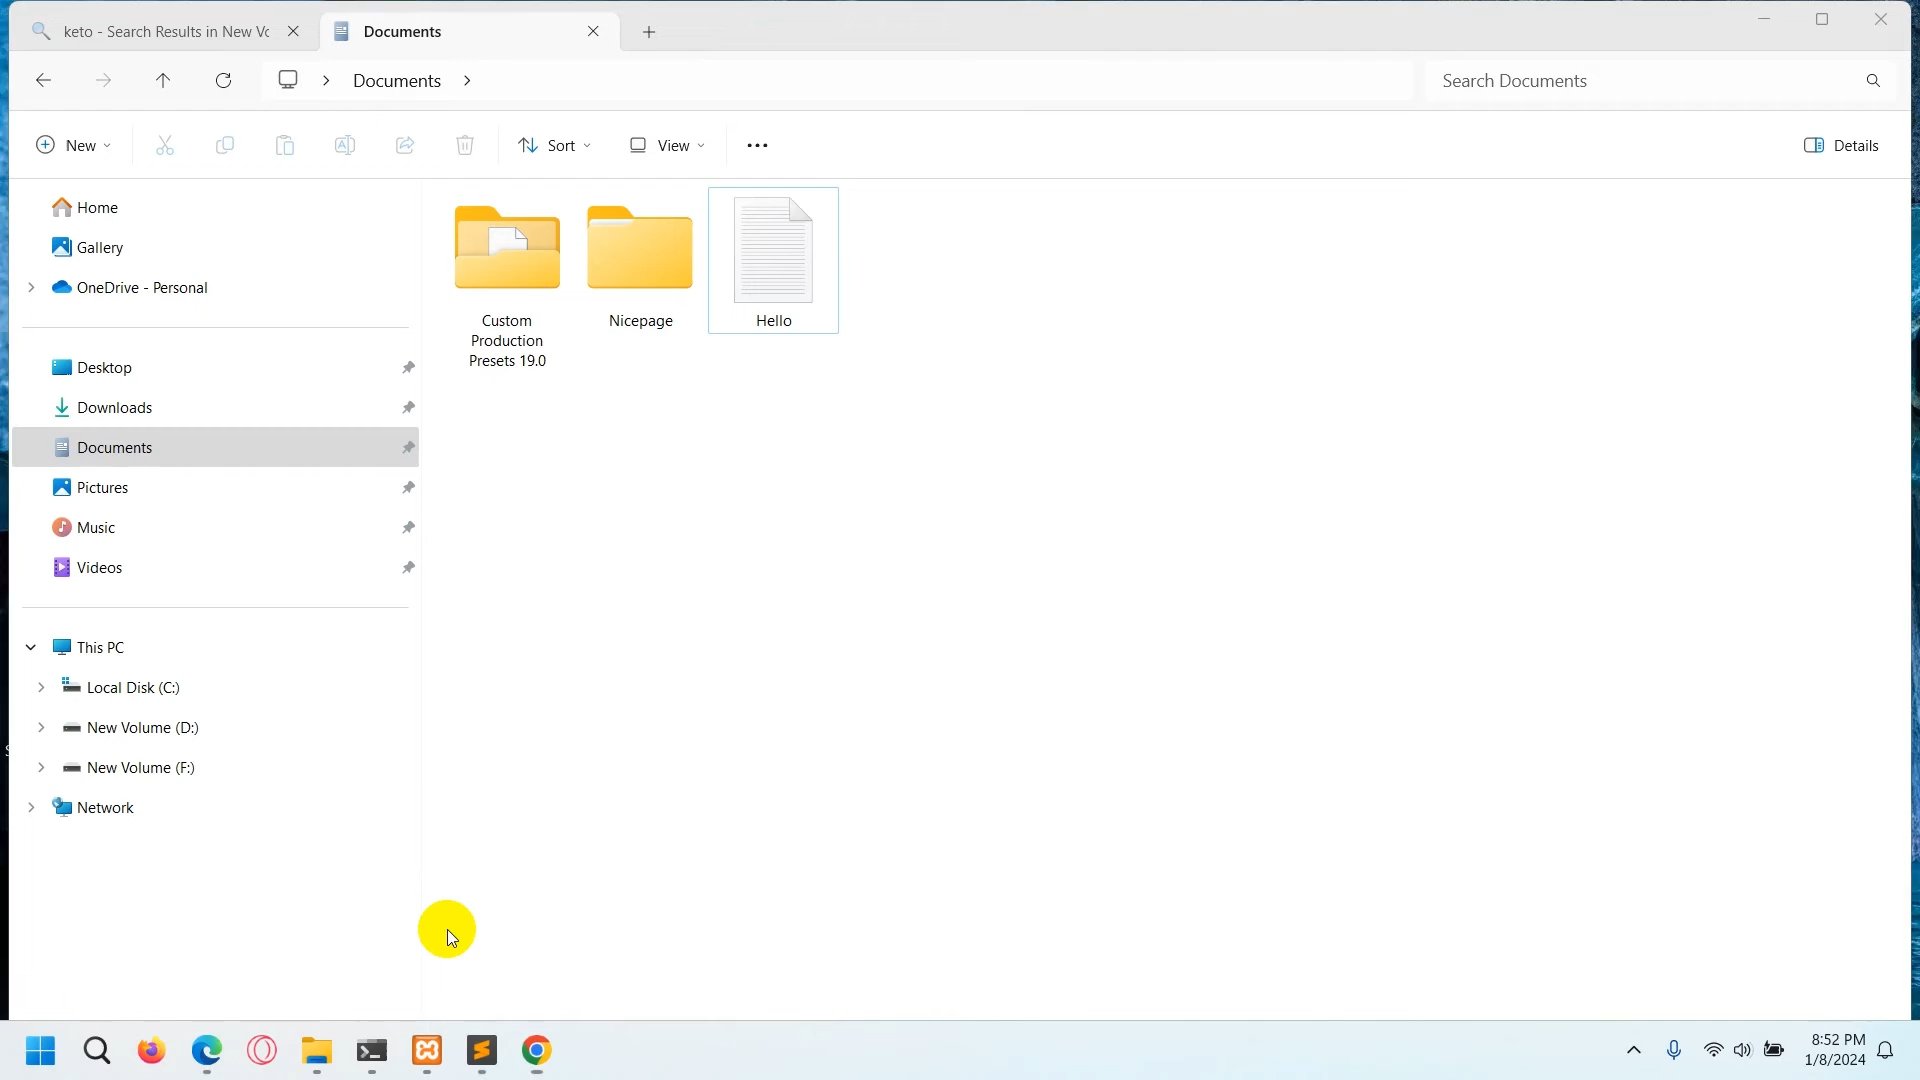 keto - Search Results in New Vo
Documents
Documents
Search Documents
New
Sort
View
Details
Home
Gallery
OneDrive - Personal
Desktop
Downloads
Documents
Pictures
Music
Videos
This PC
Local Disk (C:)
New Volume (D:)
New Volume (F:)
Network
Custom
Production
Presets 19.0
Nicepage
Hello
8:52 PM
1/8/2024